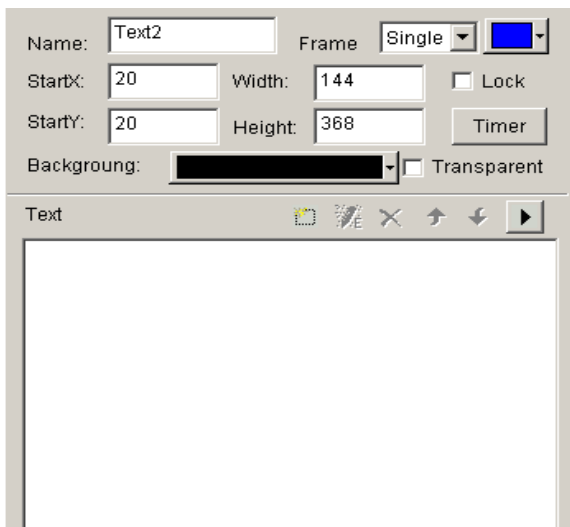 Name: Text2 Frame Single
StartX: 20 Width: 144 Lock
StartY: 20 Height: 368 Timer
Backgroung: Transparent
Text